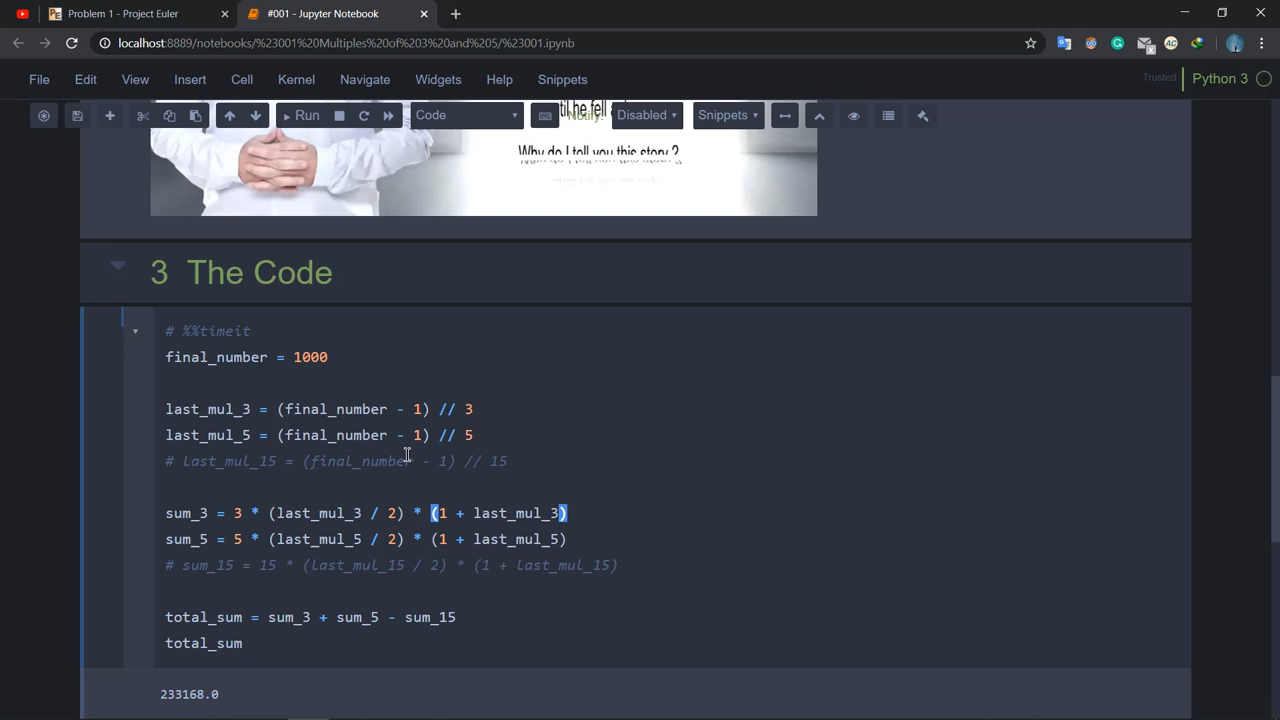 Problem 1 - Project Euler
#001 - Jupyter Notebook
localhost:8889/notebooks/%23001%20Multiples%20of%203%20and%205/%23001.ipynb
File Edit View Insert Cell Kernel Navigate Widgets Help Snippets Trusted Python 3
Run Code Notify: Disabled Snippets
til he fell a
Why do I tell you this story ?
3 The Code
# %%timeit
final_number = 1000
last_mul_3 = (final_number - 1) // 3
last_mul_5 = (final_number - 1) // 5
# last_mul_15 = (final_number - 1) // 15
sum_3 = 3 * (last_mul_3 / 2) * (1 + last_mul_3)
sum_5 = 5 * (last_mul_5 / 2) * (1 + last_mul_5)
# sum_15 = 15 * (last_mul_15 / 2) * (1 + last_mul_15)
total_sum = sum_3 + sum_5 - sum_15
total_sum
233168.0